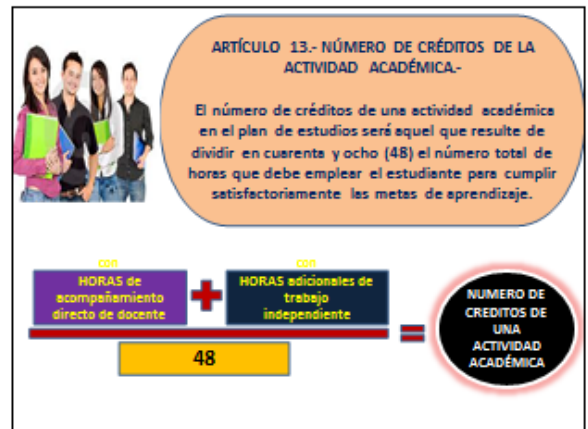 ARTÍCULO 13.- NÚMERO DE CRÉDITOS DE LA
ACTIVIDAD ACADÉMICA.-
El número de créditos de una actividad académica
en el plan de estudios será aquel que resulte de
dividir en cuarenta y ocho (48) el número total de
horas que debe emplear el estudiante para cumplir
satisfactoriamente las metas de aprendizaje.
con
HORAS de
acompañamiento
directo de docente
+
con
HORAS adicionales de
trabajo
independiente
48
=
NUMERO DE
CREDITOS DE
UNA
ACTIVIDAD
ACADÉMICA